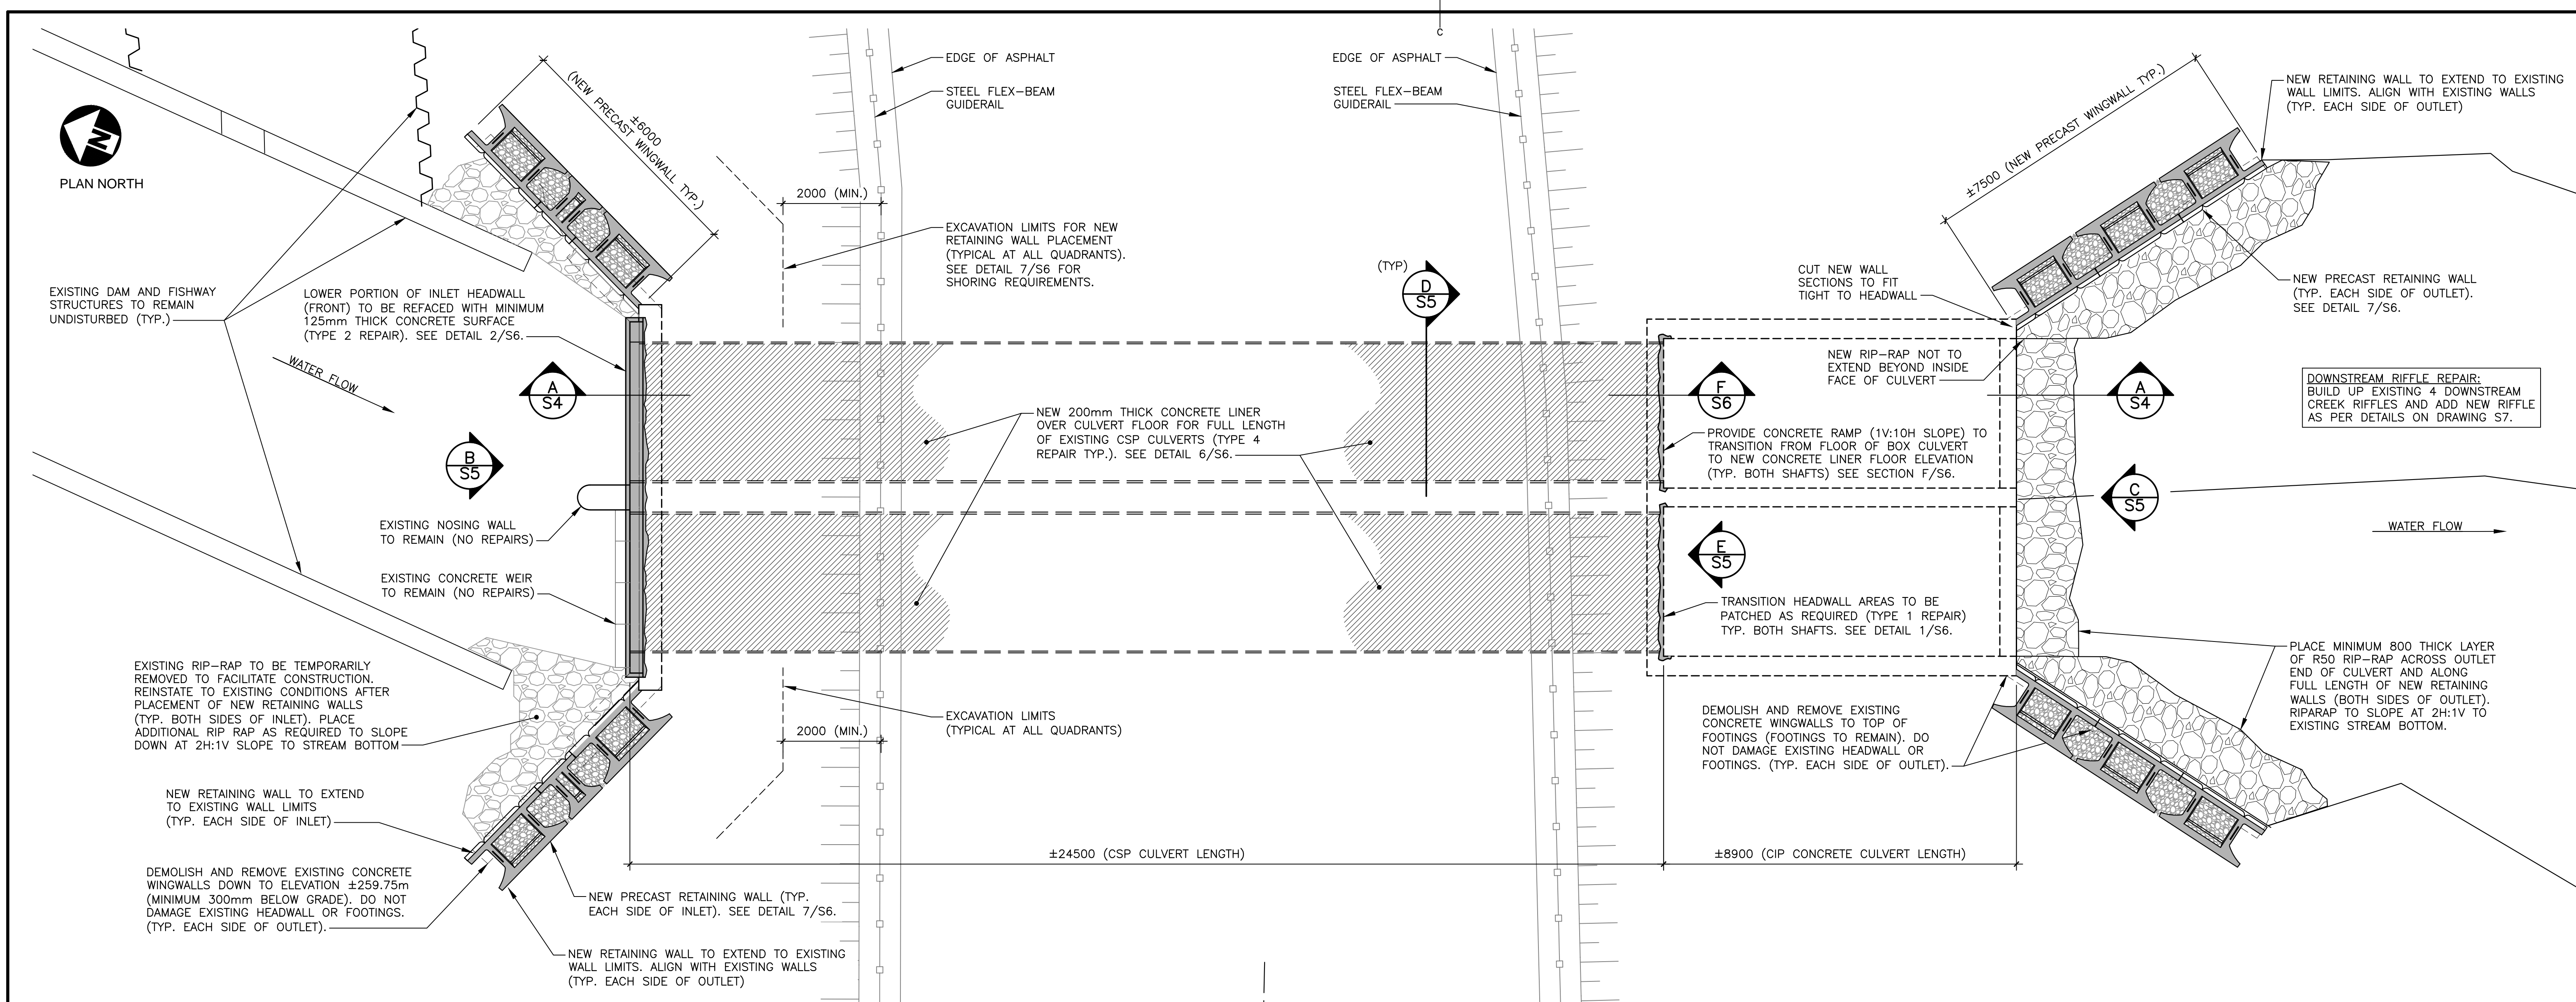 C
EDGE OF ASPHALT
STEEL FLEX-BEAM
GUIDERAIL
EDGE OF ASPHALT
STEEL FLEX-BEAM
GUIDERAIL
±6000
(NEW PRECAST WINGWALL TYP.)
±7500 (NEW PRECAST WINGWALL TYP.)
NEW RETAINING WALL TO EXTEND TO EXISTING
WALL LIMITS. ALIGN WITH EXISTING WALLS
(TYP. EACH SIDE OF OUTLET)
N
PLAN NORTH
2000 (MIN.)
EXCAVATION LIMITS FOR NEW
RETAINING WALL PLACEMENT
(TYPICAL AT ALL QUADRANTS).
SEE DETAIL 7/S6 FOR
SHORING REQUIREMENTS.
(TYP)
D
S5
CUT NEW WALL
SECTIONS TO FIT
TIGHT TO HEADWALL
NEW PRECAST RETAINING WALL
(TYP. EACH SIDE OF OUTLET).
SEE DETAIL 7/S6.
EXISTING DAM AND FISHWAY
STRUCTURES TO REMAIN
UNDISTURBED (TYP.)
LOWER PORTION OF INLET HEADWALL
(FRONT) TO BE REFACED WITH MINIMUM
125mm THICK CONCRETE SURFACE
(TYPE 2 REPAIR). SEE DETAIL 2/S6.
WATER FLOW
A
S4
NEW RIP-RAP NOT TO
EXTEND BEYOND INSIDE
FACE OF CULVERT
F
S6
A
S4
DOWNSTREAM RIFFLE REPAIR:
BUILD UP EXISTING 4 DOWNSTREAM
CREEK RIFFLES AND ADD NEW RIFFLE
AS PER DETAILS ON DRAWING S7.
NEW 200mm THICK CONCRETE LINER
OVER CULVERT FLOOR FOR FULL LENGTH
OF EXISTING CSP CULVERTS (TYPE 4
REPAIR TYP.). SEE DETAIL 6/S6.
PROVIDE CONCRETE RAMP (1V:10H SLOPE) TO
TRANSITION FROM FLOOR OF BOX CULVERT
TO NEW CONCRETE LINER FLOOR ELEVATION
(TYP. BOTH SHAFTS) SEE SECTION F/S6.
B
S5
C
S5
EXISTING NOSING WALL
TO REMAIN (NO REPAIRS)
WATER FLOW
E
S5
EXISTING CONCRETE WEIR
TO REMAIN (NO REPAIRS)
TRANSITION HEADWALL AREAS TO BE
PATCHED AS REQUIRED (TYPE 1 REPAIR)
TYP. BOTH SHAFTS. SEE DETAIL 1/S6.
EXISTING RIP-RAP TO BE TEMPORARILY
REMOVED TO FACILITATE CONSTRUCTION.
REINSTATE TO EXISTING CONDITIONS AFTER
PLACEMENT OF NEW RETAINING WALLS
(TYP. BOTH SIDES OF INLET). PLACE
ADDITIONAL RIP RAP AS REQUIRED TO SLOPE
DOWN AT 2H:1V SLOPE TO STREAM BOTTOM
PLACE MINIMUM 800 THICK LAYER
OF R50 RIP-RAP ACROSS OUTLET
END OF CULVERT AND ALONG
FULL LENGTH OF NEW RETAINING
WALLS (BOTH SIDES OF OUTLET).
RIPARAP TO SLOPE AT 2H:1V TO
EXISTING STREAM BOTTOM.
2000 (MIN.)
EXCAVATION LIMITS
(TYPICAL AT ALL QUADRANTS)
DEMOLISH AND REMOVE EXISTING
CONCRETE WINGWALLS TO TOP OF
FOOTINGS (FOOTINGS TO REMAIN). DO
NOT DAMAGE EXISTING HEADWALL OR
FOOTINGS. (TYP. EACH SIDE OF OUTLET).
NEW RETAINING WALL TO EXTEND
TO EXISTING WALL LIMITS
(TYP. EACH SIDE OF INLET)
±24500 (CSP CULVERT LENGTH)
±8900 (CIP CONCRETE CULVERT LENGTH)
DEMOLISH AND REMOVE EXISTING CONCRETE
WINGWALLS DOWN TO ELEVATION ±259.75m
(MINIMUM 300mm BELOW GRADE). DO NOT
DAMAGE EXISTING HEADWALL OR FOOTINGS.
(TYP. EACH SIDE OF OUTLET).
NEW PRECAST RETAINING WALL (TYP.
EACH SIDE OF INLET). SEE DETAIL 7/S6.
NEW RETAINING WALL TO EXTEND TO EXISTING
WALL LIMITS. ALIGN WITH EXISTING WALLS
(TYP. EACH SIDE OF OUTLET)